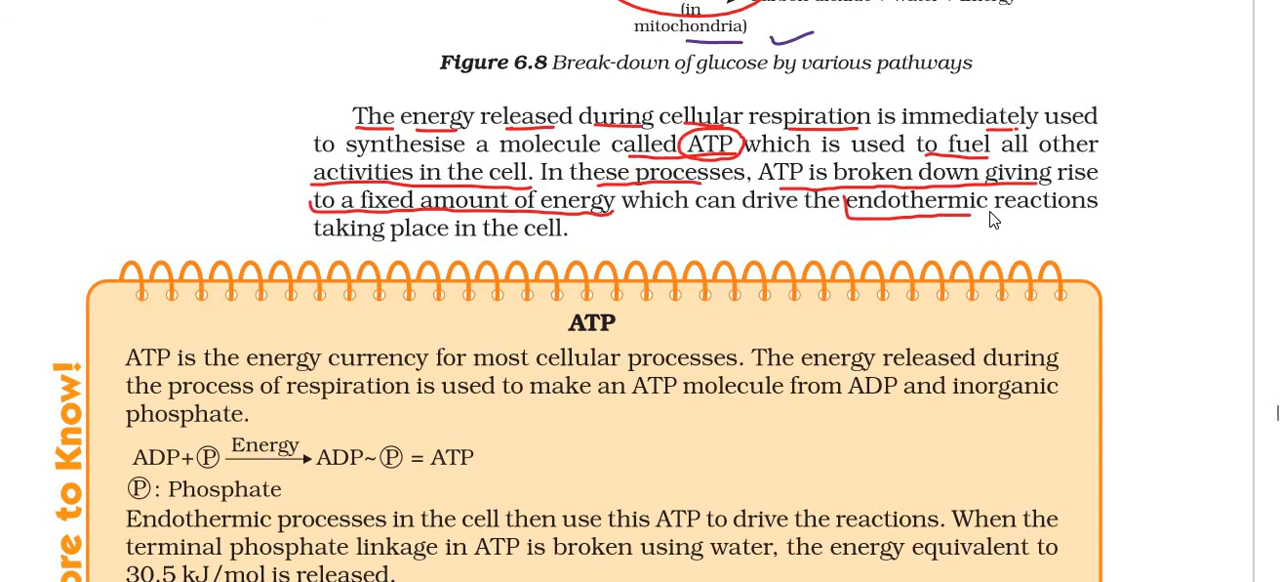 (in
mitochondria)
Figure 6.8 Break-down of glucose by various pathways
The energy released during cellular respiration is immediately used
to synthesise a molecule called ATP which is used to fuel all other
activities in the cell. In these processes, ATP is broken down giving rise
to a fixed amount of energy which can drive the endothermic reactions
taking place in the cell.
ATP
ATP is the energy currency for most cellular processes. The energy released during
the process of respiration is used to make an ATP molecule from ADP and inorganic
phosphate.
Energy
ADP+Ⓟ → ADP~Ⓟ = ATP
Ⓟ: Phosphate
Endothermic processes in the cell then use this ATP to drive the reactions. When the
terminal phosphate linkage in ATP is broken using water, the energy equivalent to
30.5 kJ/mol is released.
ore to Know!